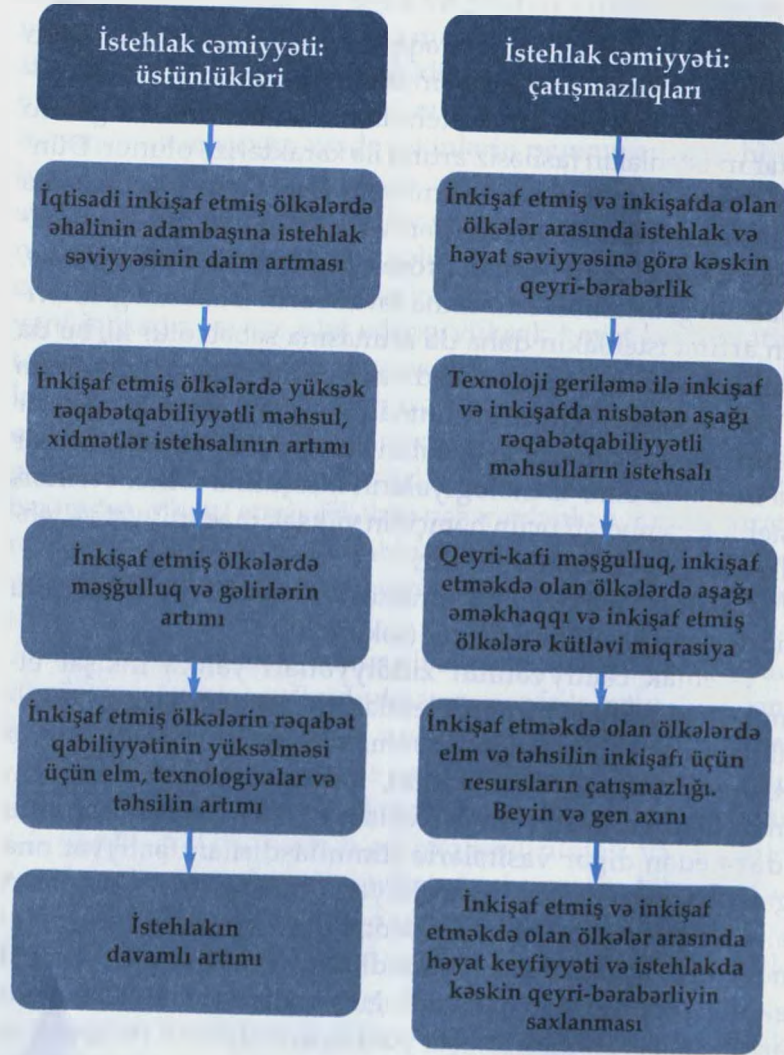 İstehlak cəmiyyəti:
üstünlükləri
İqtisadi inkişaf etmiş ölkələrdə
əhalinin adambaşına istehlak
səviyyəsinin daim artması
İnkişaf etmiş ölkələrdə yüksək
rəqabətqabiliyyətli məhsul,
xidmətlər istehsalının artımı
İnkişaf etmiş ölkələrdə
məşğulluq və gəlirlərin
artımı
İnkişaf etmiş ölkələrin rəqabət
qabiliyyətinin yüksəlməsi
üçün elm, texnologiyalar və
təhsilin artımı
İstehlakın
davamlı artımı
İstehlak cəmiyyəti:
çatışmazlıqları
İnkişaf etmiş və inkişafda olan
ölkələr arasında istehlak və
həyat səviyyəsinə görə kəskin
qeyri-bərabərlik
Texnoloji geriləmə ilə inkişaf
və inkişafda nisbətən aşağı
rəqabətqabiliyyətli
məhsulların istehsalı
Qeyri-kafi məşğulluq, inkişaf
etməkdə olan ölkələrdə aşağı
əməkhaqqı və inkişaf etmiş
ölkələrə kütləvi miqrasiya
İnkişaf etməkdə olan ölkələrdə
elm və təhsilin inkişafı üçün
resursların çatışmazlığı.
Beyin və gen axını
İnkişaf etmiş və inkişaf
etməkdə olan ölkələr arasında
həyat keyfiyyəti və istehlakda
kəskin qeyri-bərabərliyin
saxlanması